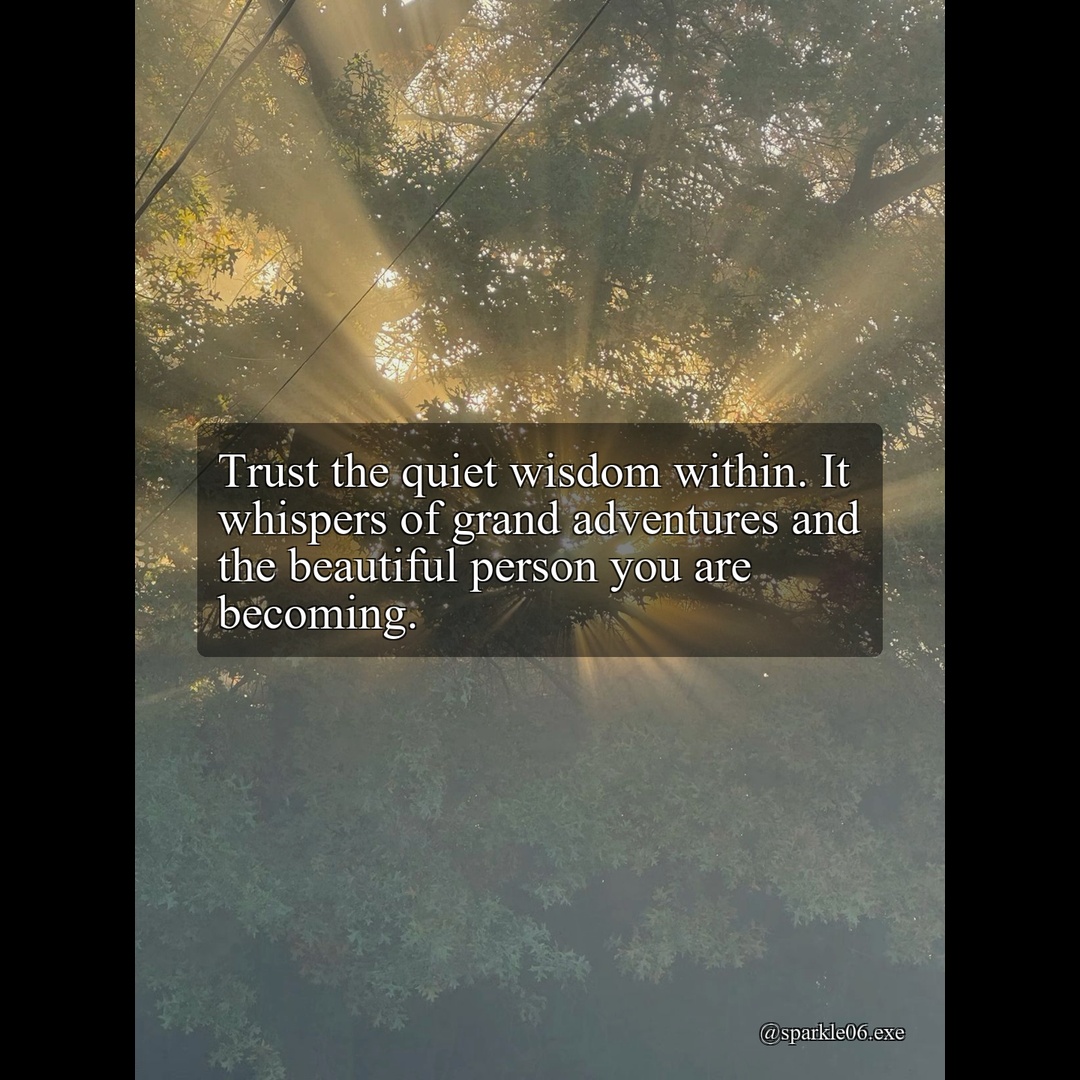 Trust the quiet wisdom within. It
whispers of grand adventures and
the beautiful person you are
becoming.
@sparkle06.exe